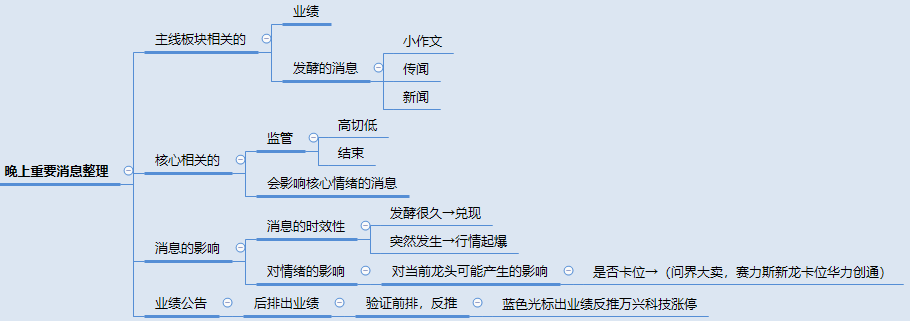 晚上重要消息整理
主线板块相关的
业绩
发酵的消息
小作文
传闻
新闻
核心相关的
监管
高切低
结束
会影响核心情绪的消息
消息的影响
消息的时效性
发酵很久→兑现
突然发生→行情起爆
对情绪的影响
对当前龙头可能产生的影响
是否卡位→（问界大卖，赛力斯新龙卡位华力创通）
业绩公告
后排出业绩
验证前排，反推
蓝色光标出业绩反推万兴科技涨停